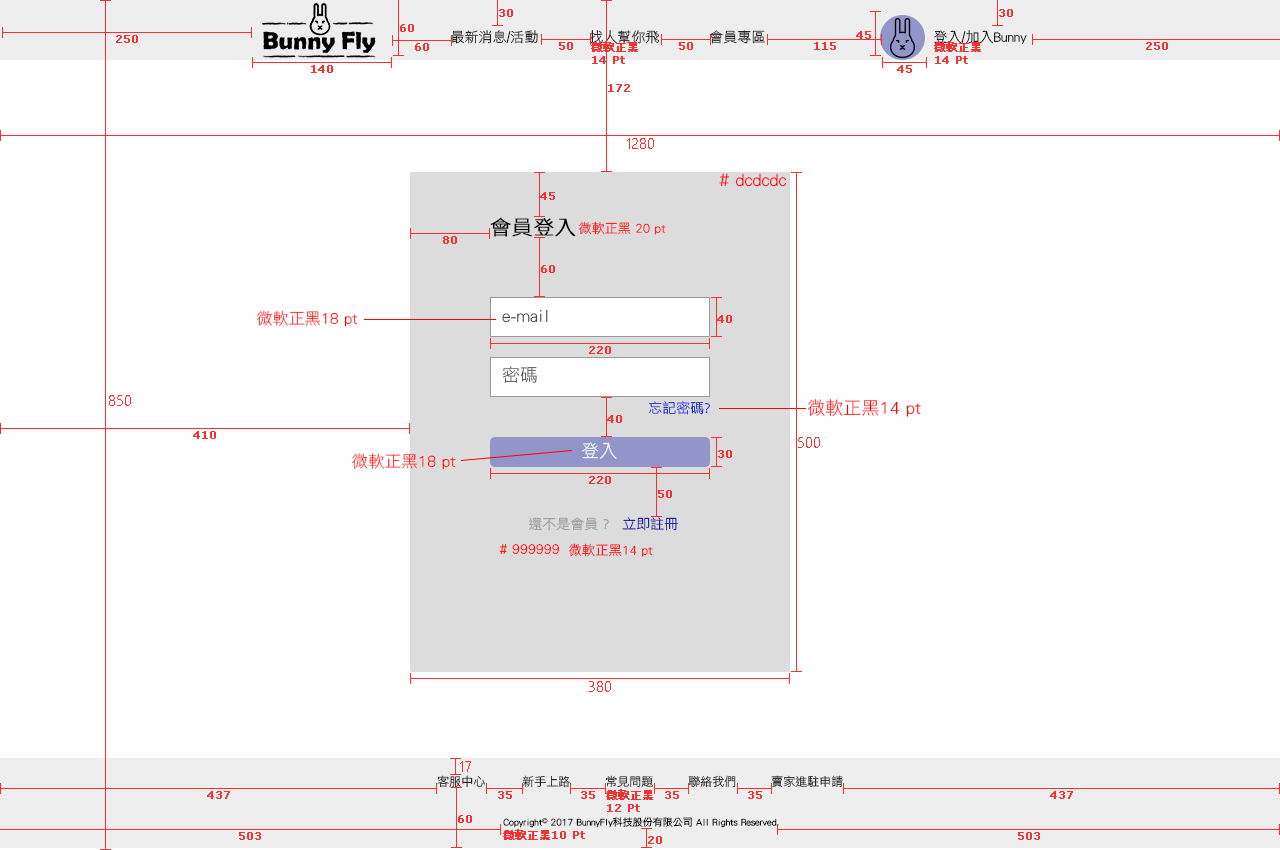 250
Bunny Fly
140
60
60
最新消息/活動
30
50
找人幫你飛
微軟正黑
14 Pt
50
會員專區
115
45
45
登入/加入Bunny
微軟正黑
14 Pt
30
250
172
1280
# dcdcdc
45
會員登入
微軟正黑 20 pt
80
60
微軟正黑18 pt
e-mail
40
220
密碼
850
忘記密碼?
微軟正黑14 pt
40
410
500
登入
微軟正黑18 pt
30
220
50
還不是會員 ?
立即註冊
# 999999
微軟正黑14 pt
380
17
客服中心
新手上路
常見問題
聯絡我們
賣家進駐申請
437
35
35
微軟正黑
12 Pt
35
35
437
60
Copyright© 2017 BunnyFly科技股份有限公司 All Rights Reserved.
503
微軟正黑10 Pt
20
503